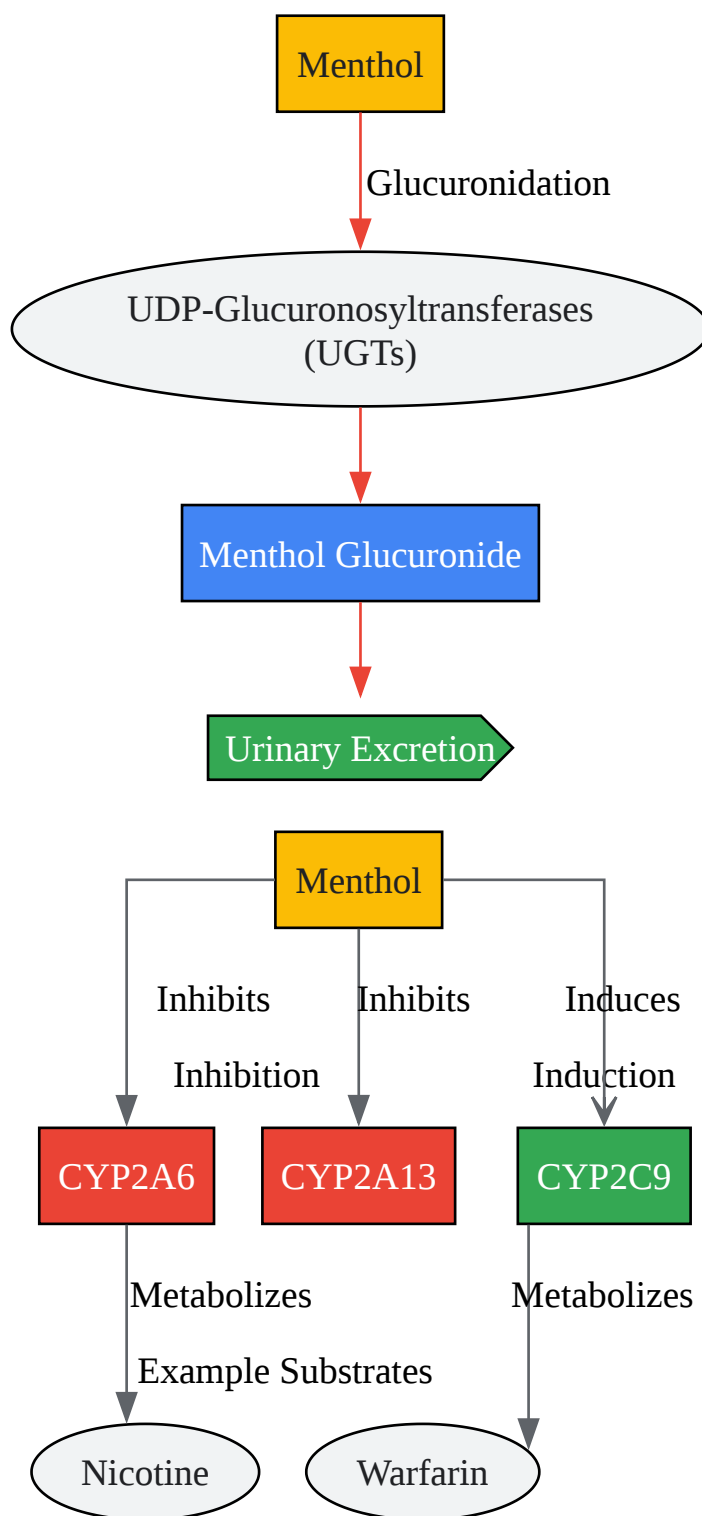 Menthol
Glucuronidation
UDP-Glucuronosyltransferases
(UGTs)
Menthol Glucuronide
Urinary Excretion
Menthol
Inhibits
Inhibits
Induces
Inhibition
Induction
CYP2A6
CYP2A13
CYP2C9
Metabolizes
Metabolizes
Example Substrates
Nicotine
Warfarin